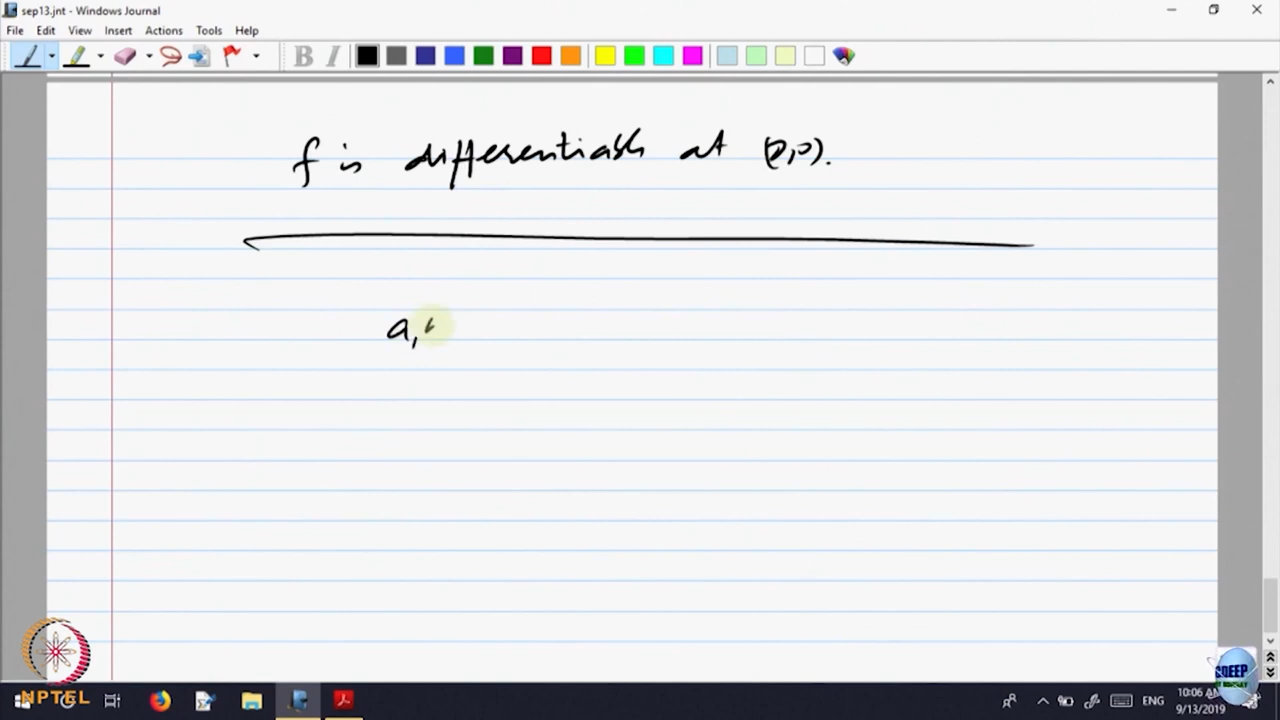 sep13.jnt - Windows Journal
File Edit View Insert Actions Tools Help
B I
f is differentiable at (0,0).
a,
NPTEL
ENG
10:06 AM
9/13/2019